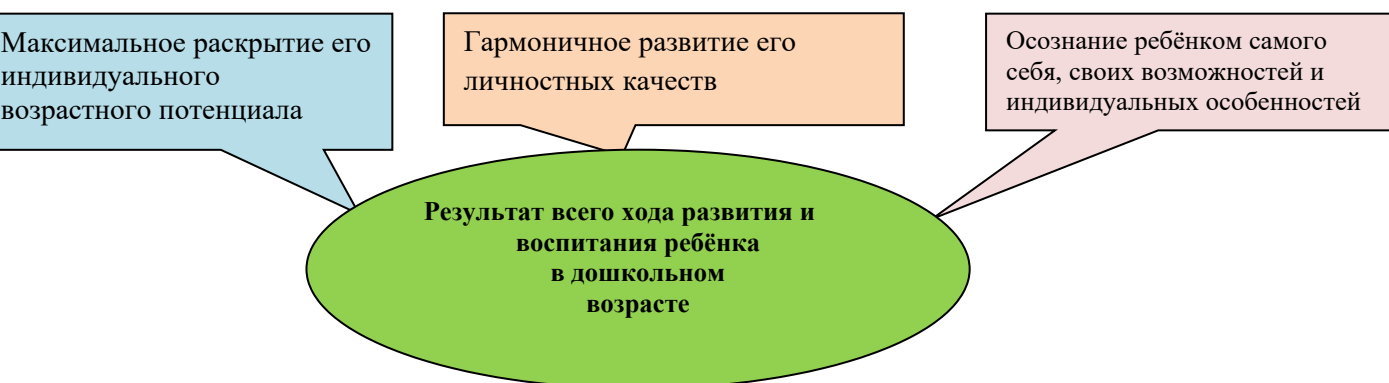 Максимальное раскрытие его
индивидуального
возрастного потенциала
Гармоничное развитие его
личностных качеств
Осознание ребёнком самого
себя, своих возможностей и
индивидуальных особенностей
Результат всего хода развития и
воспитания ребёнка
в дошкольном
возрасте